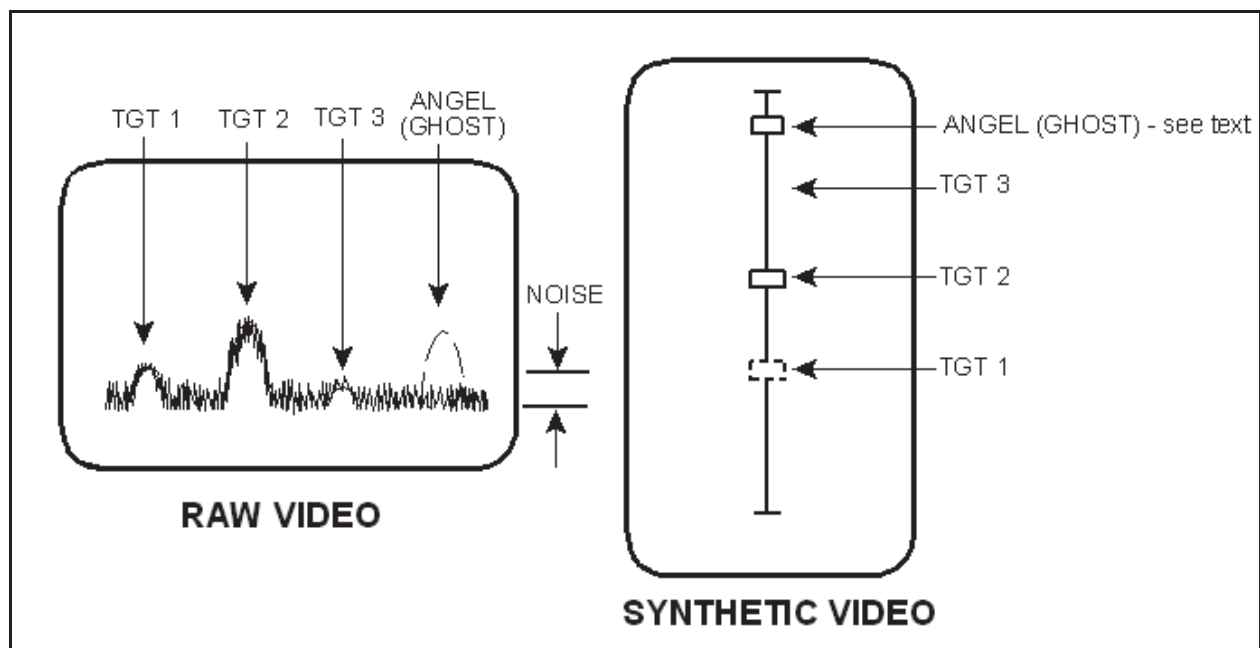 TGT 1
TGT 2
TGT 3
ANGEL
(GHOST)
NOISE
RAW VIDEO
ANGEL (GHOST) - see text
TGT 3
TGT 2
TGT 1
SYNTHETIC VIDEO